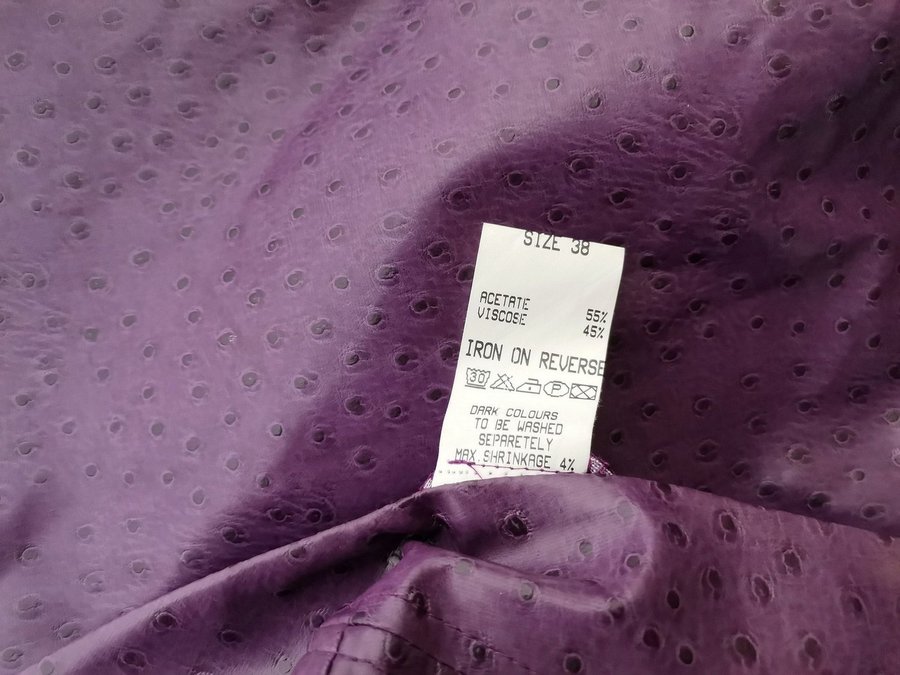 SIZE 38
ACETATE 55%
VISCOSE 45%
IRON ON REVERSE
30 P
DARK COLOURS
TO BE WASHED
SEPARETELY
MAX.SHRINKAGE 4%